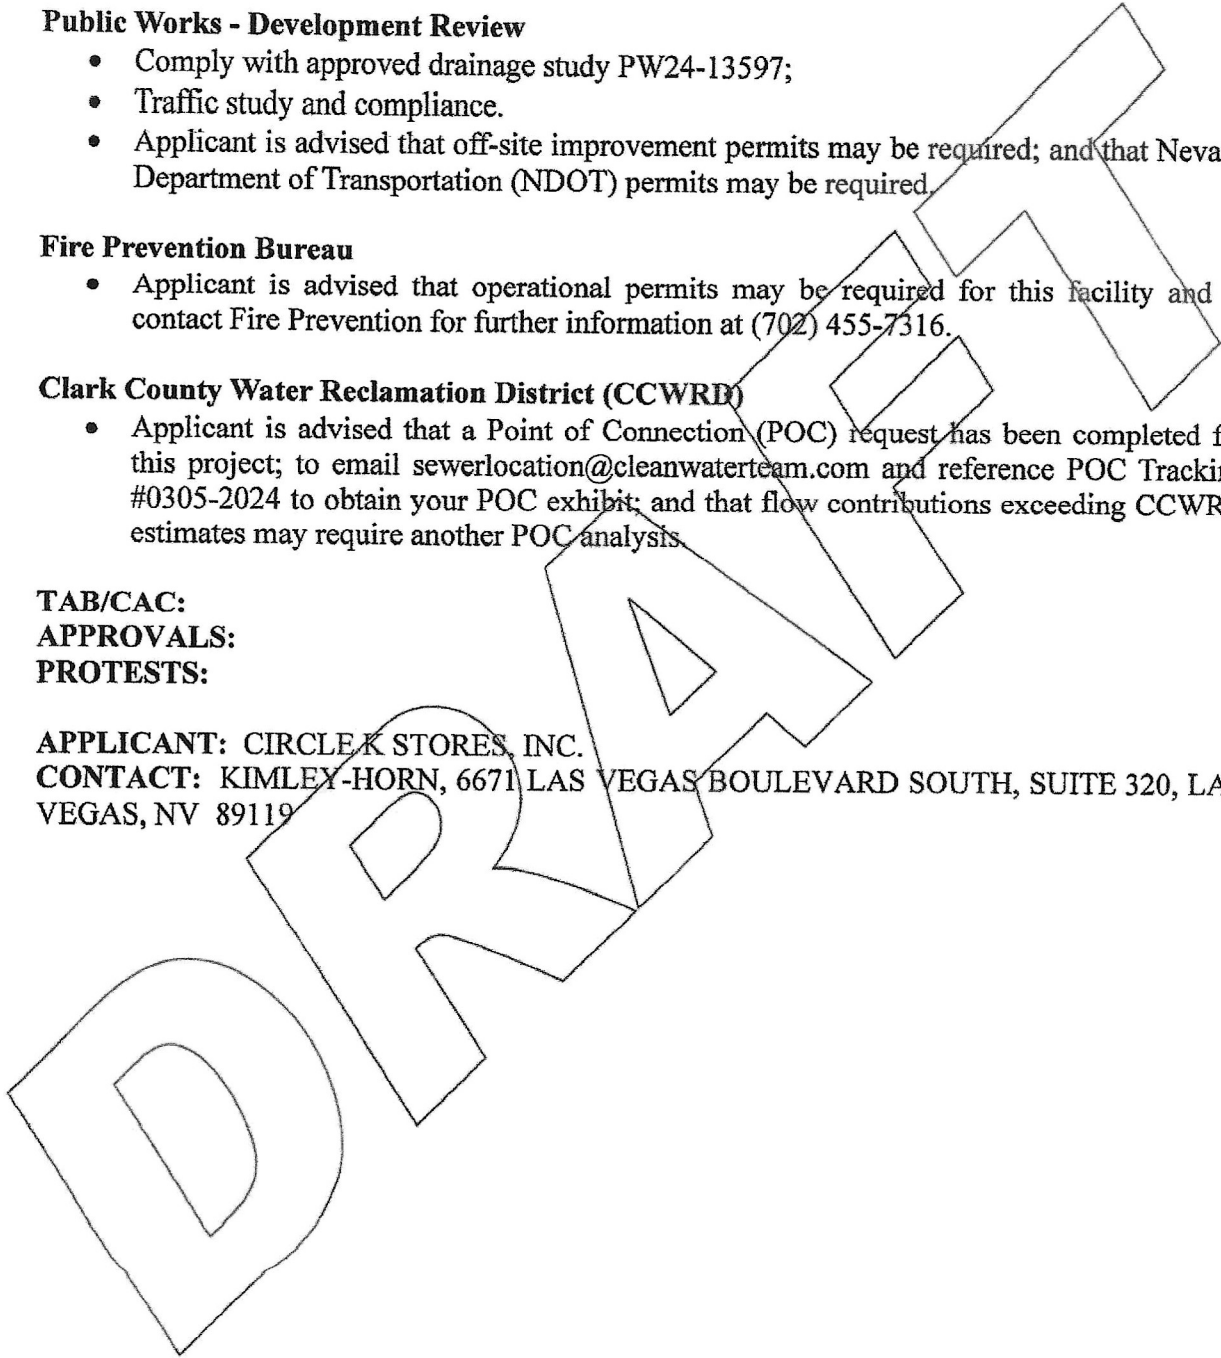 Public Works - Development Review
• Comply with approved drainage study PW24-13597;
• Traffic study and compliance.
• Applicant is advised that off-site improvement permits may be required; and that Neva
Department of Transportation (NDOT) permits may be required.
Fire Prevention Bureau
• Applicant is advised that operational permits may be required for this facility and
contact Fire Prevention for further information at (702) 455-7316.
Clark County Water Reclamation District (CCWRD)
• Applicant is advised that a Point of Connection (POC) request has been completed f
this project; to email sewerlocation@cleanwaterteam.com and reference POC Trackin
#0305-2024 to obtain your POC exhibit; and that flow contributions exceeding CCWR
estimates may require another POC analysis.
TAB/CAC:
APPROVALS:
PROTESTS:
APPLICANT: CIRCLE K STORES, INC.
CONTACT: KIMLEY-HORN, 6671 LAS VEGAS BOULEVARD SOUTH, SUITE 320, LA
VEGAS, NV 89119
DRAFT